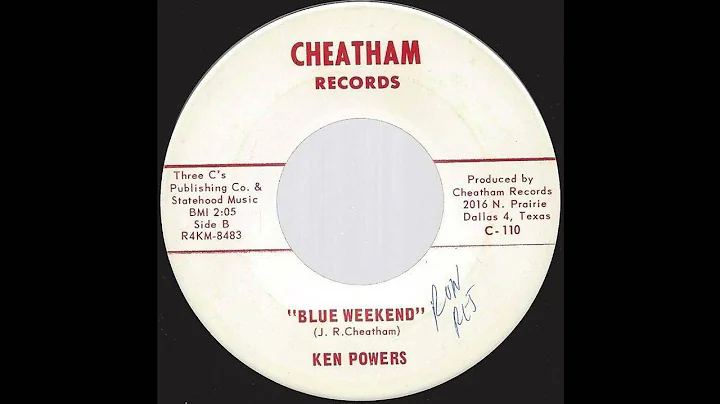 CHEATHAM
RECORDS
Three C's
Publishing Co. &
Statehood Music
BMI 2:05
Side B
R4KM-8483
Produced by
Cheatham Records
2016 N. Prairie
Dallas 4, Texas
C-110
"BLUE WEEKEND"
(J. R. Cheatham)
KEN POWERS
RON